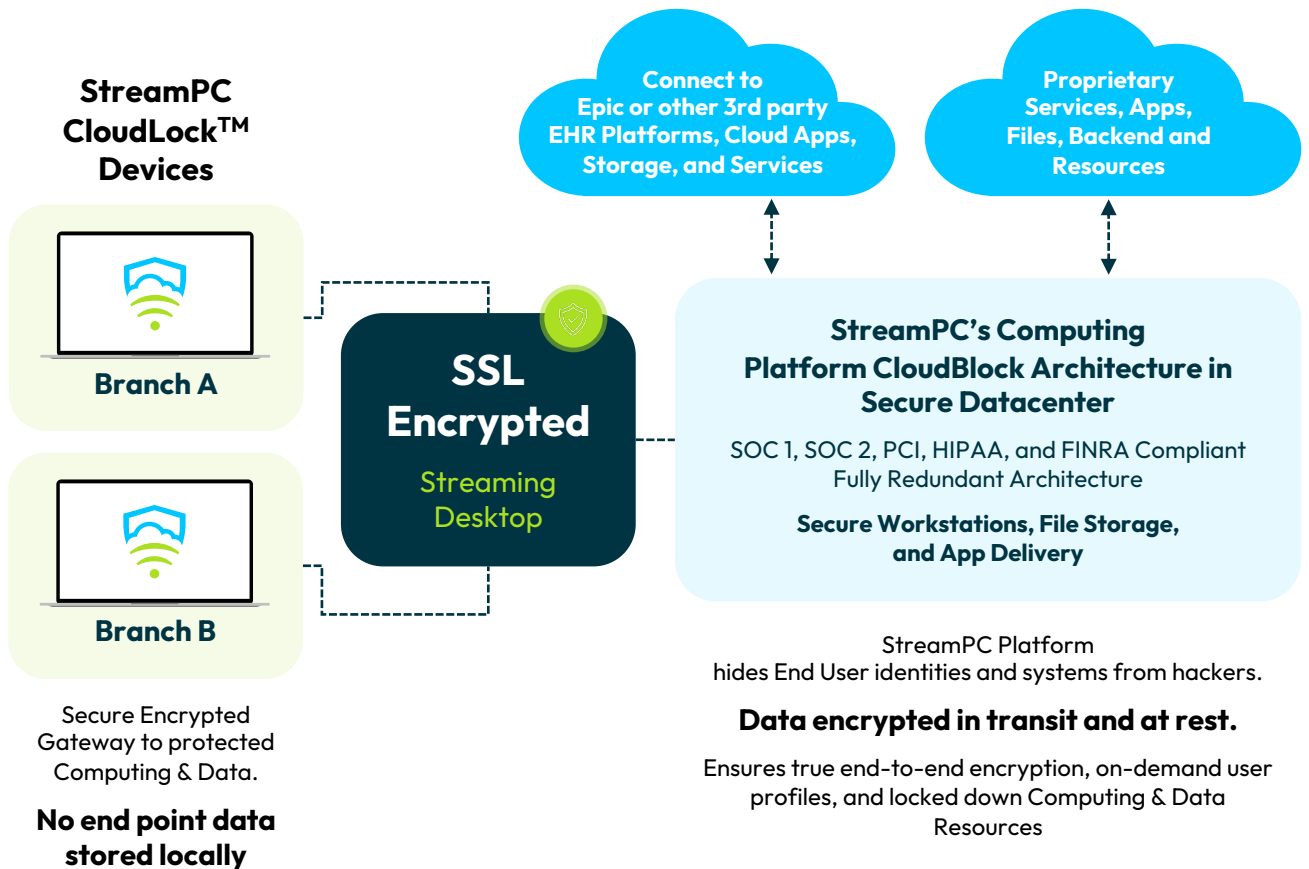 StreamPC
CloudLock™
Devices
Branch A
Branch B
Secure Encrypted
Gateway to protected
Computing & Data.
No end point data
stored locally
SSL
Encrypted
Streaming
Desktop
Connect to
Epic or other 3rd party
EHR Platforms, Cloud Apps,
Storage, and Services
Proprietary
Services, Apps,
Files, Backend and
Resources
StreamPC’s Computing
Platform CloudBlock Architecture in
Secure Datacenter
SOC 1, SOC 2, PCI, HIPAA, and FINRA Compliant
Fully Redundant Architecture
Secure Workstations, File Storage,
and App Delivery
StreamPC Platform
hides End User identities and systems from hackers.
Data encrypted in transit and at rest.
Ensures true end-to-end encryption, on-demand user
profiles, and locked down Computing & Data
Resources